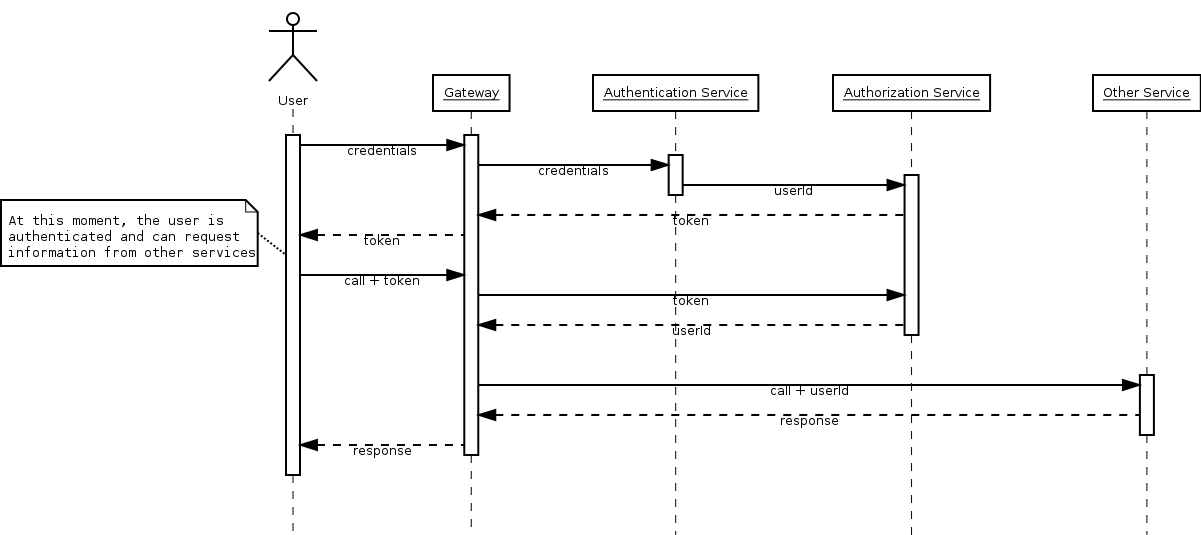 User
Gateway
Authentication Service
Authorization Service
Other Service
credentials
credentials
userId
token
At this moment, the user is
authenticated and can request
information from other services
token
call + token
token
userId
call + userId
response
response